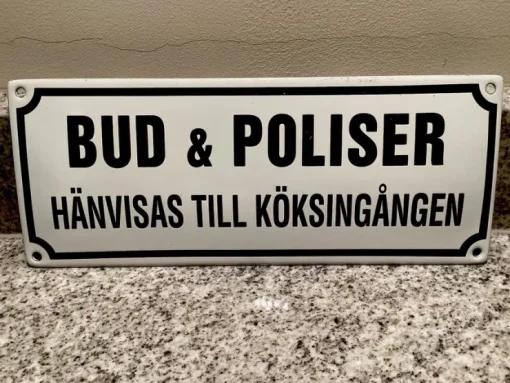 BUD & POLISER
HÄNVISAS TILL KÖKSINGÅNGEN